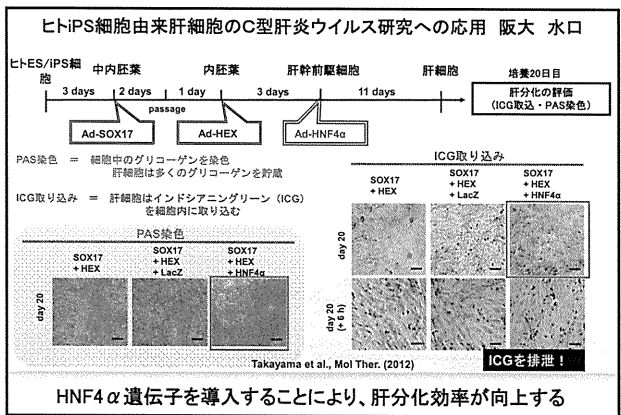 ヒトiPS細胞由来肝細胞のC型肝炎ウイルス研究への応用 阪大 水口
ヒトES/iPS細胞
中内胚葉
内胚葉
肝幹前駆細胞
肝細胞
培養20日目
3 days
2 days
1 day
3 days
11 days
passage
肝分化の評価
(ICG取込・PAS染色)
Ad-SOX17
Ad-HEX
Ad-HNF4α
PAS染色 = 細胞中のグリコーゲンを染色
肝細胞は多くのグリコーゲンを貯蔵
ICG取り込み = 肝細胞はインドシアニングリーン(ICG)
を細胞内に取り込む
ICG取り込み
SOX17
+ HEX
SOX17
+ HEX
+ LacZ
SOX17
+ HEX
+ HNF4α
day 20
day 20
(+ 6 h)
PAS染色
SOX17
+ HEX
SOX17
+ HEX
+ LacZ
SOX17
+ HEX
+ HNF4α
day 20
ICGを排泄!
Takayama et al., Mol Ther. (2012)
HNF4α遺伝子を導入することにより、肝分化効率が向上する